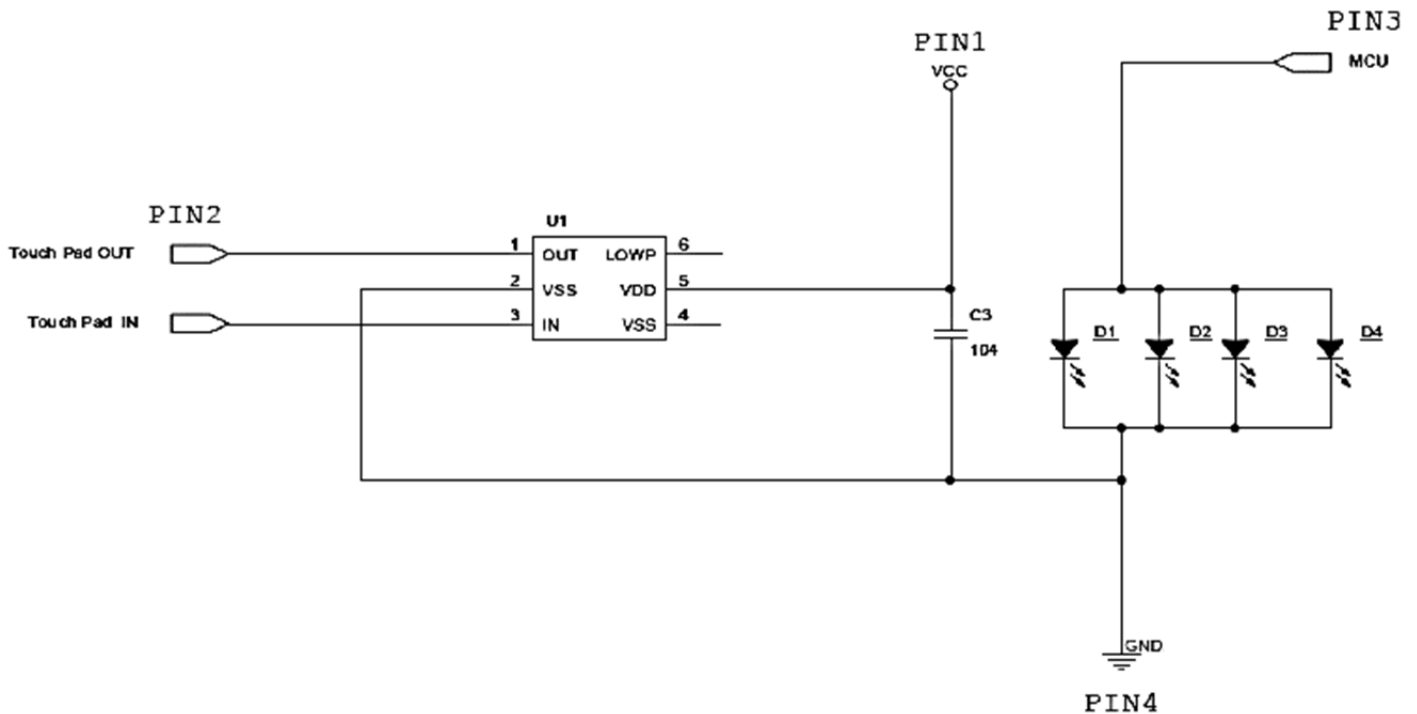 PIN3
MCU
PIN1
VCC
PIN2
Touch Pad OUT
Touch Pad IN
U1
1 OUT LOWP 6
2 VSS VDD 5
3 IN VSS 4
C3
104
D1
D2
D3
D4
GND
PIN4